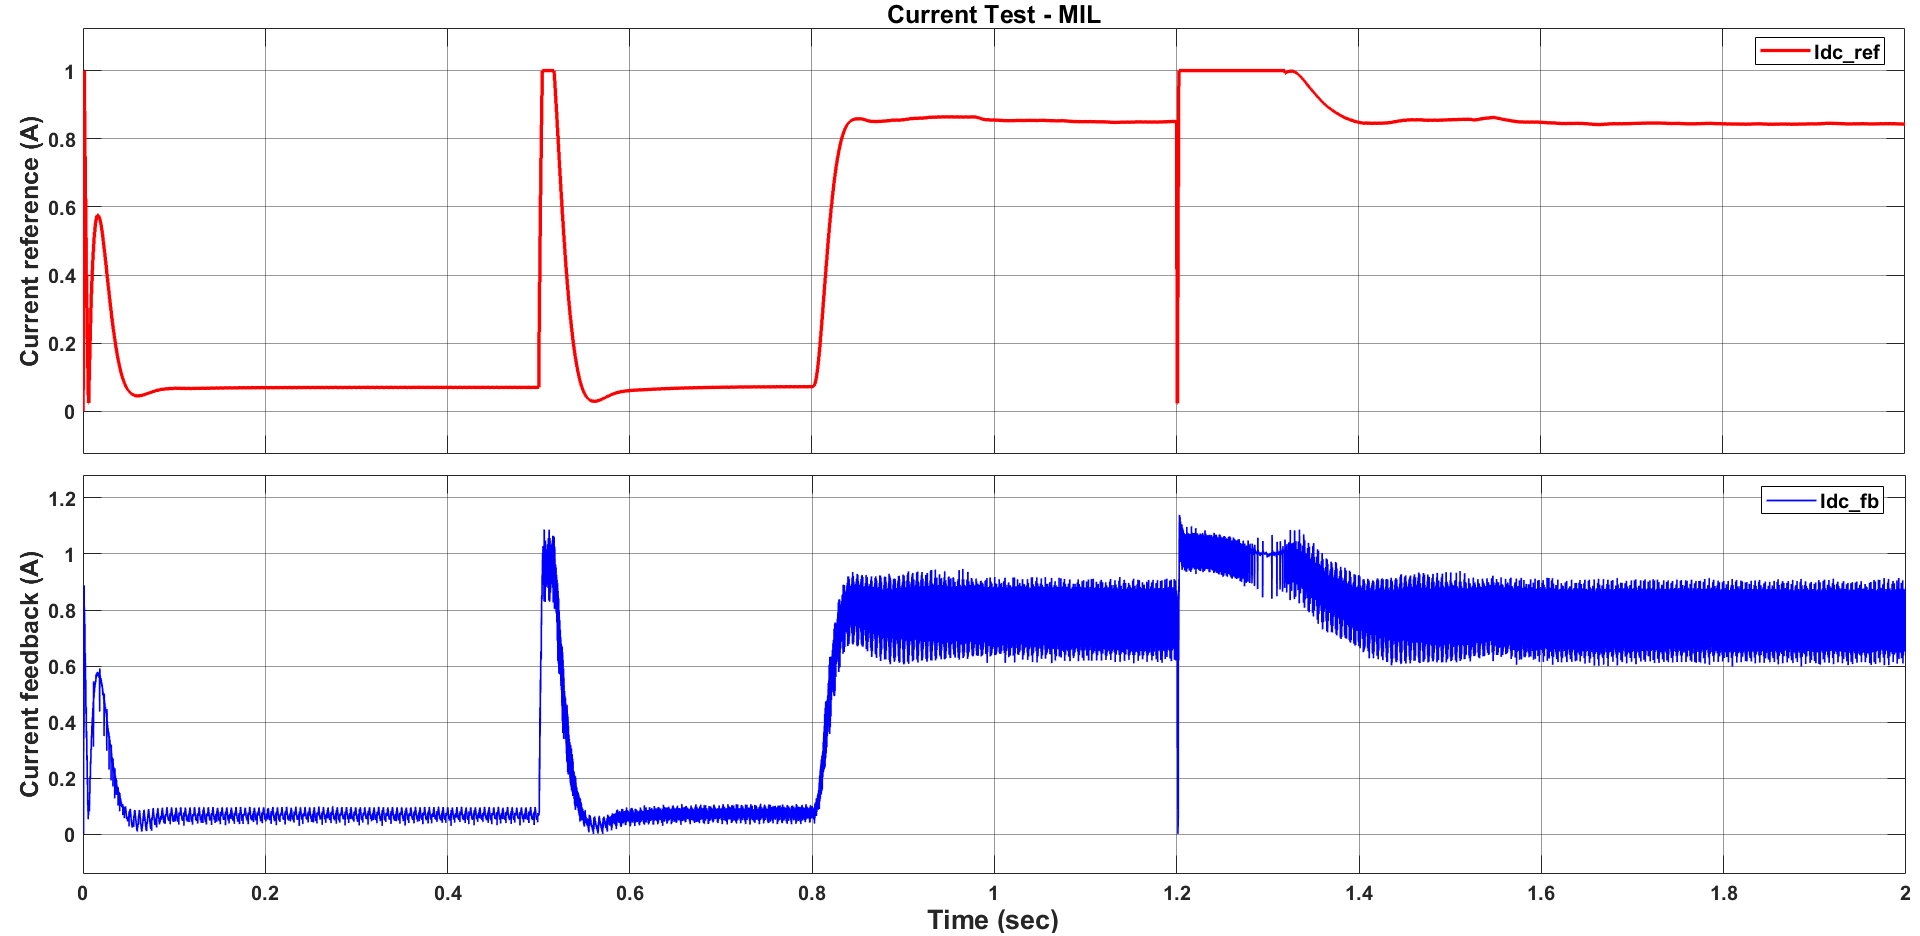 Current Test - MIL
Idc_ref
Current reference (A)
1
0.8
0.6
0.4
0.2
0
Idc_fb
Current feedback (A)
1.2
1
0.8
0.6
0.4
0.2
0
0 0.2 0.4 0.6 0.8 1 1.2 1.4 1.6 1.8 2
Time (sec)